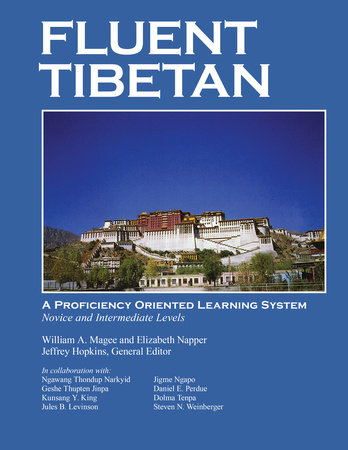 FLUENT
TIBETAN
A PROFICIENCY ORIENTED LEARNING SYSTEM
Novice and Intermediate Levels
William A. Magee and Elizabeth Napper
Jeffrey Hopkins, General Editor
In collaboration with:
Ngawang Thondup Narkyid
Geshe Thupten Jinpa
Kunsang Y. King
Jules B. Levinson
Jigme Ngapo
Daniel E. Perdue
Dolma Tenpa
Steven N. Weinberger